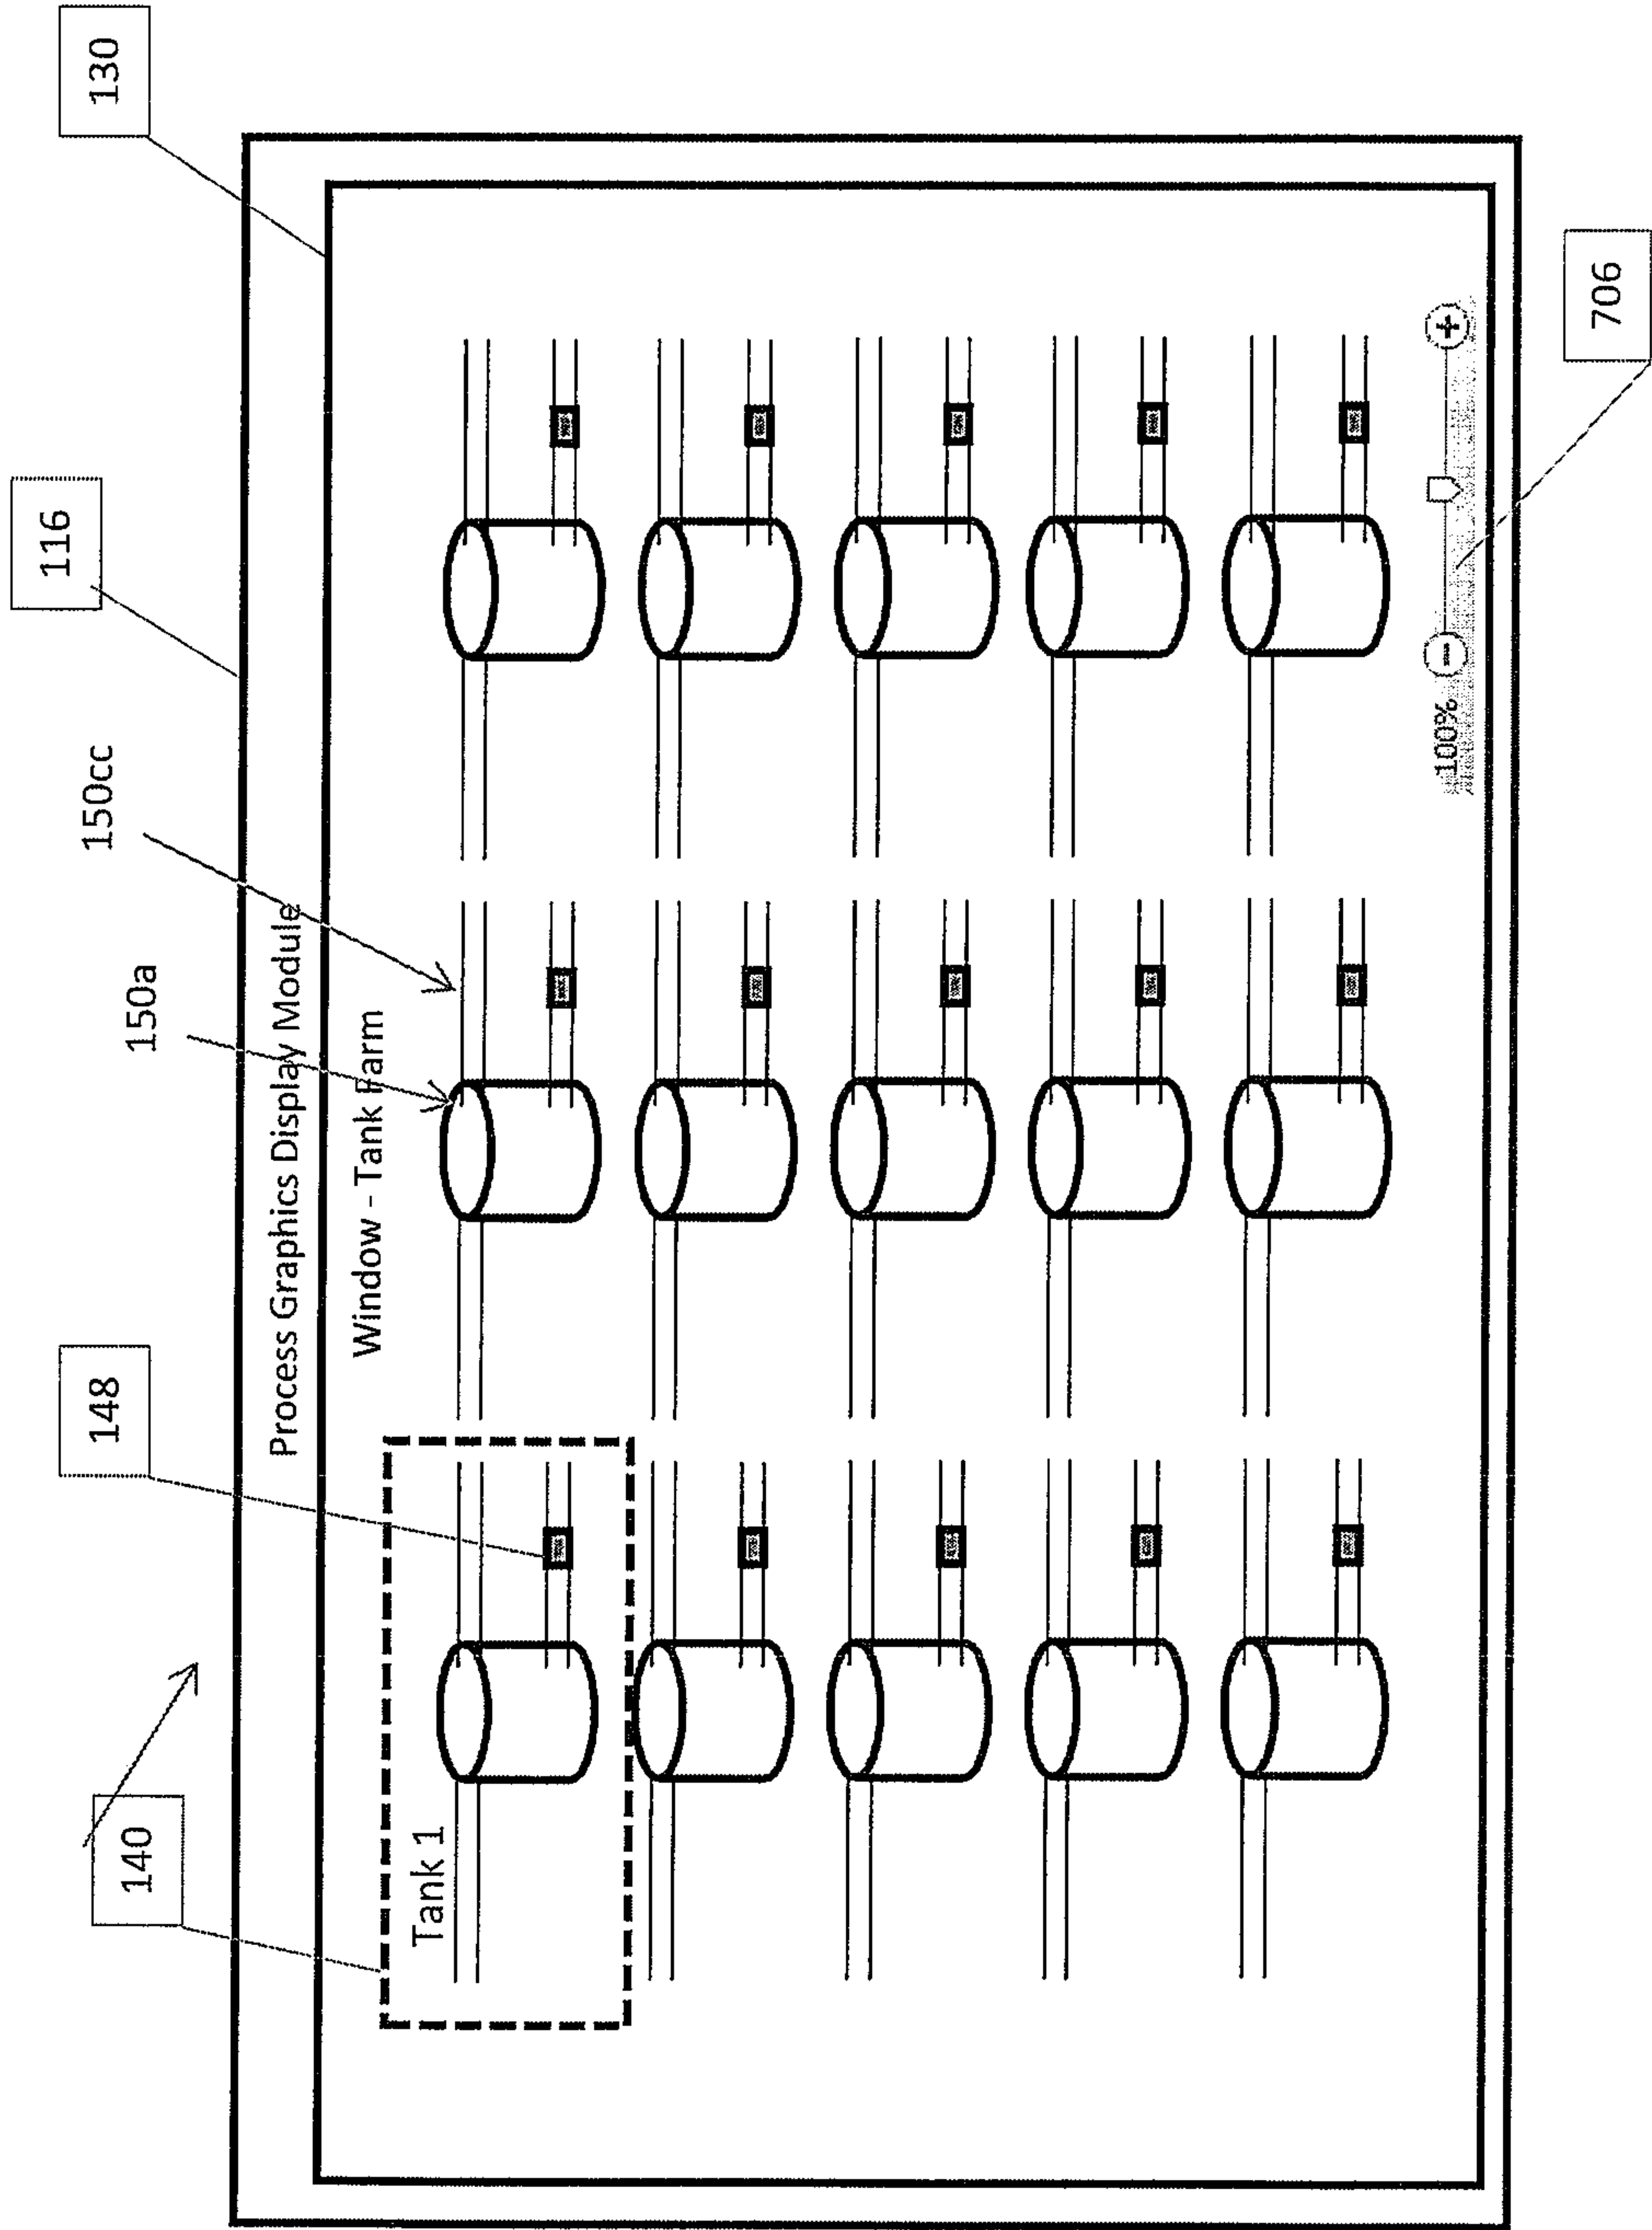 140
148
116
130
150a
150cc
Process Graphics Display Module
Window - Tank Farm
Tank 1
100%
706